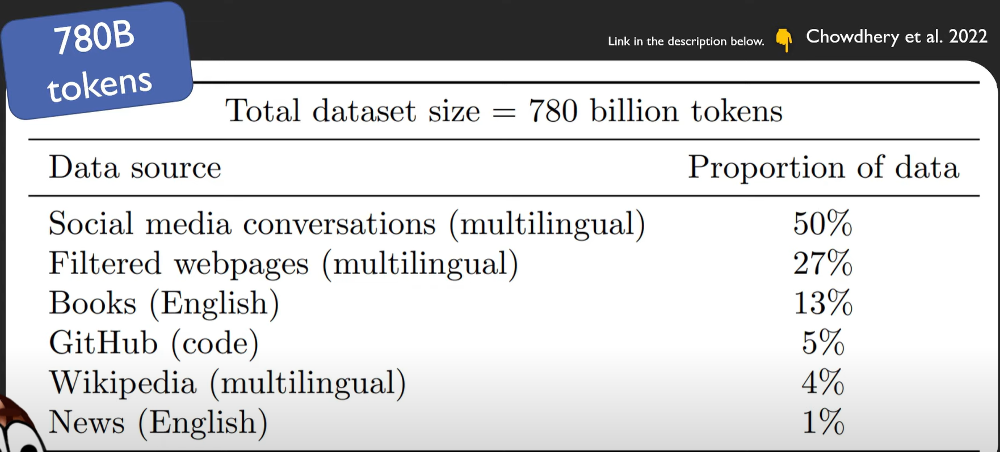 780B
tokens
Link in the description below.
Chowdhery et al. 2022
Total dataset size = 780 billion tokens
Data source Proportion of data
Social media conversations (multilingual) 50%
Filtered webpages (multilingual) 27%
Books (English) 13%
GitHub (code) 5%
Wikipedia (multilingual) 4%
News (English) 1%